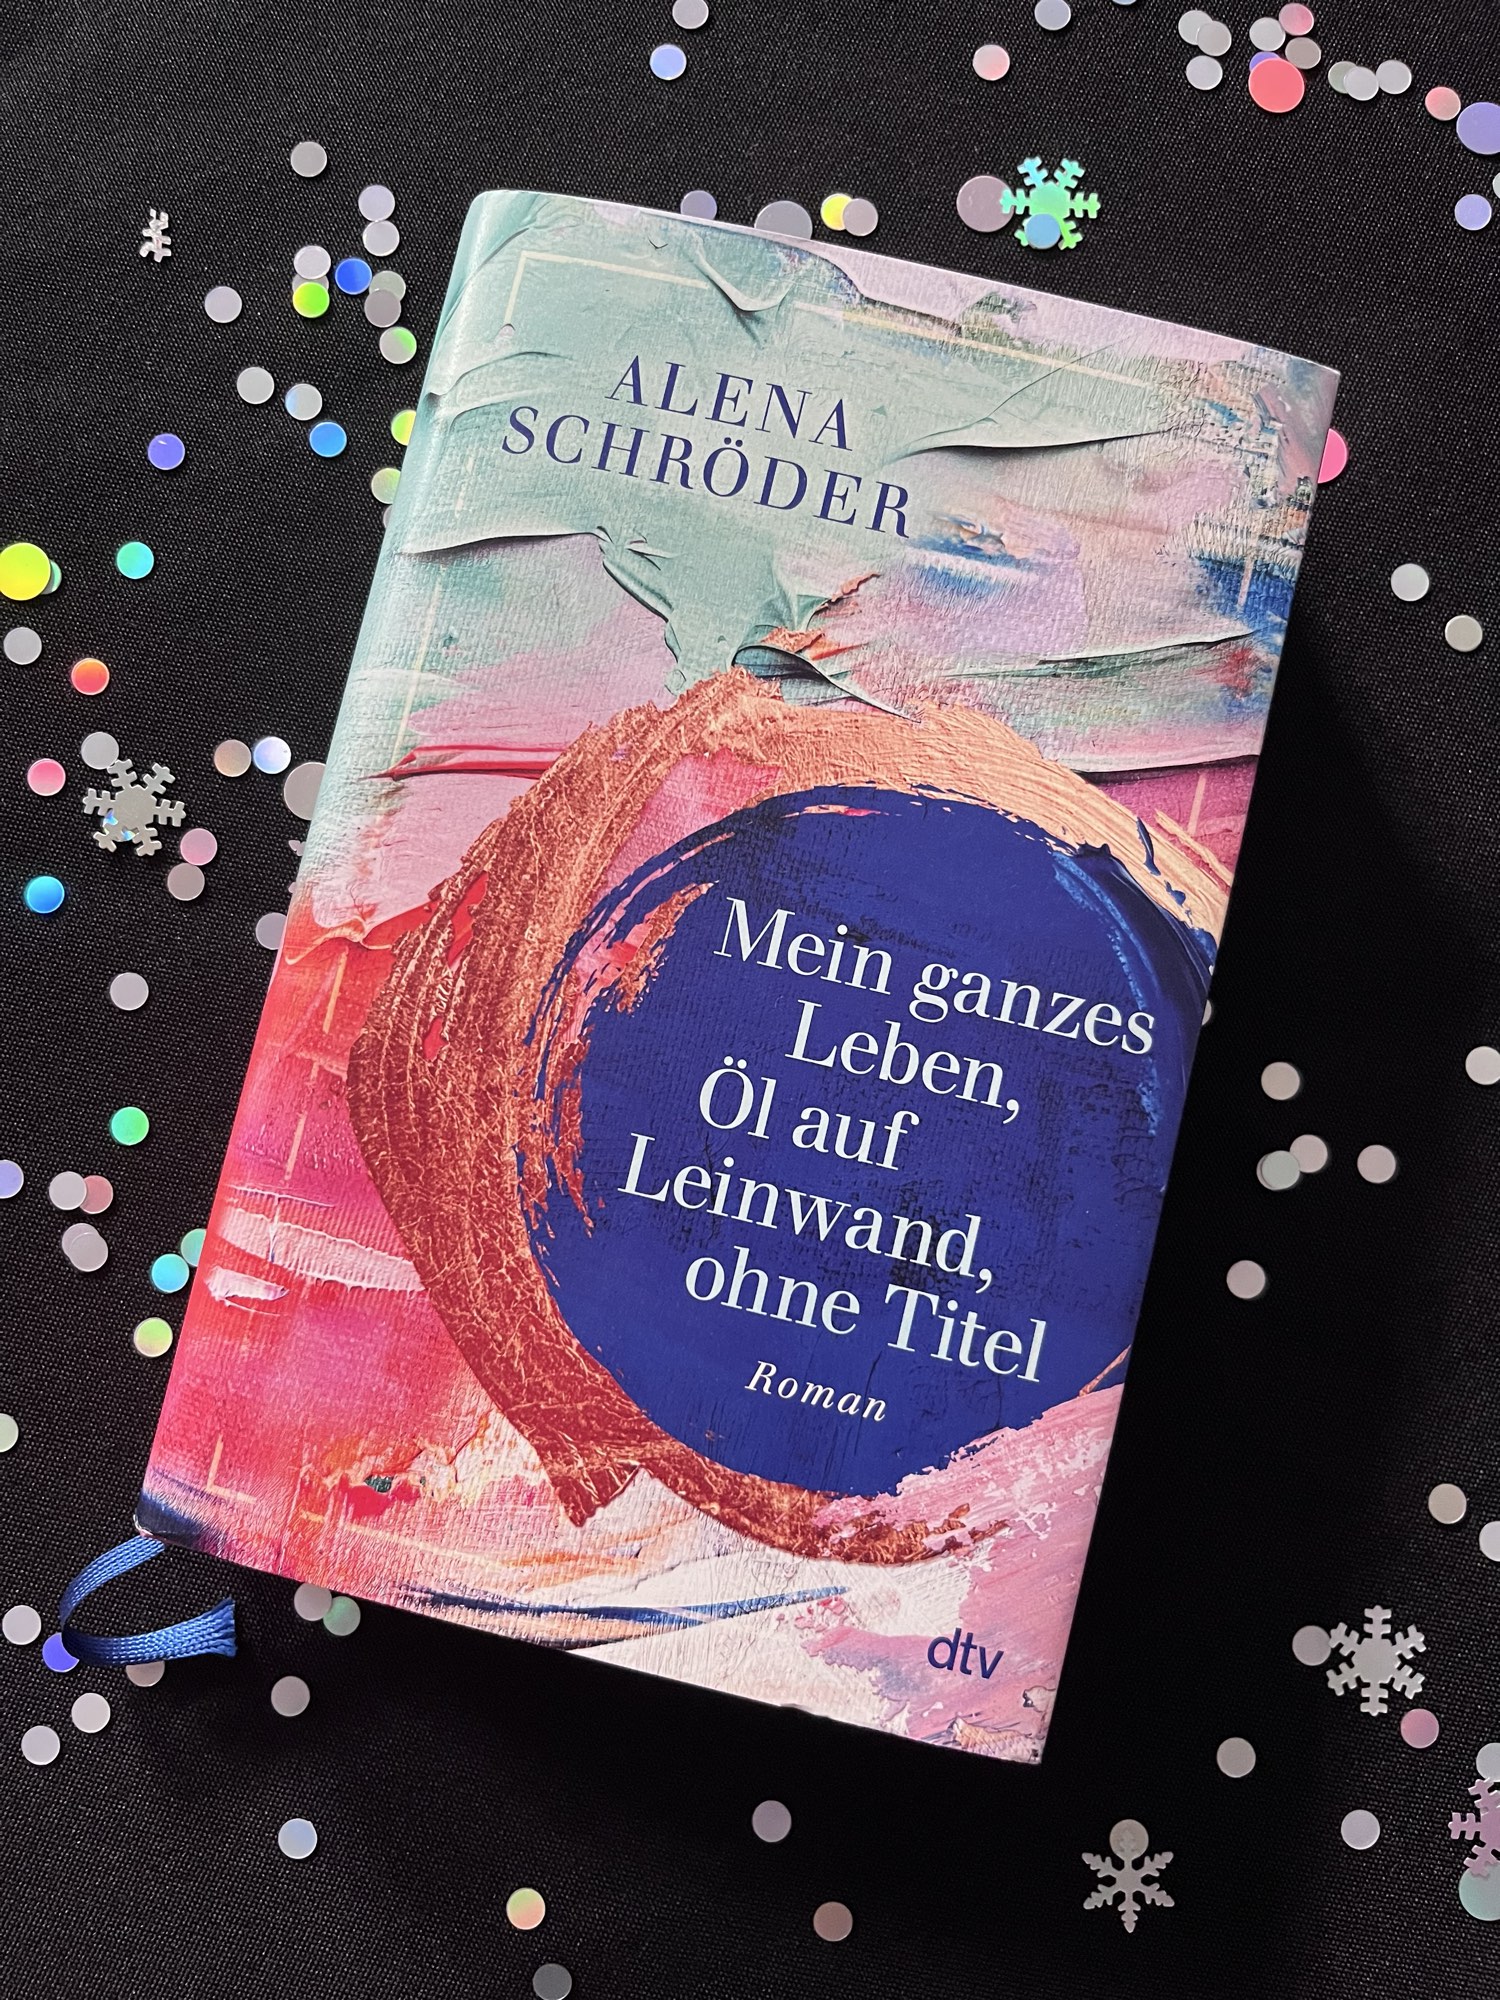 ALENA
SCHRÖDER
Mein ganzes
Leben,
Öl auf
Leinwand,
ohne Titel
Roman
dtv